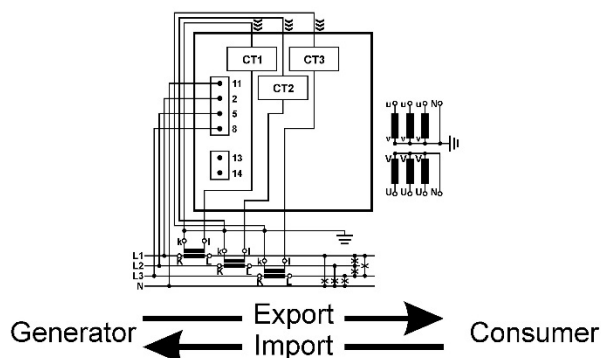 CT1
CT3
CT2
11
2
5
8
13
14
u u u N
v v v
V V V
U U U N
k l
k l
k l
L1
K L
L2
K L
L3
K L
N
Generator
Export
Import
Consumer